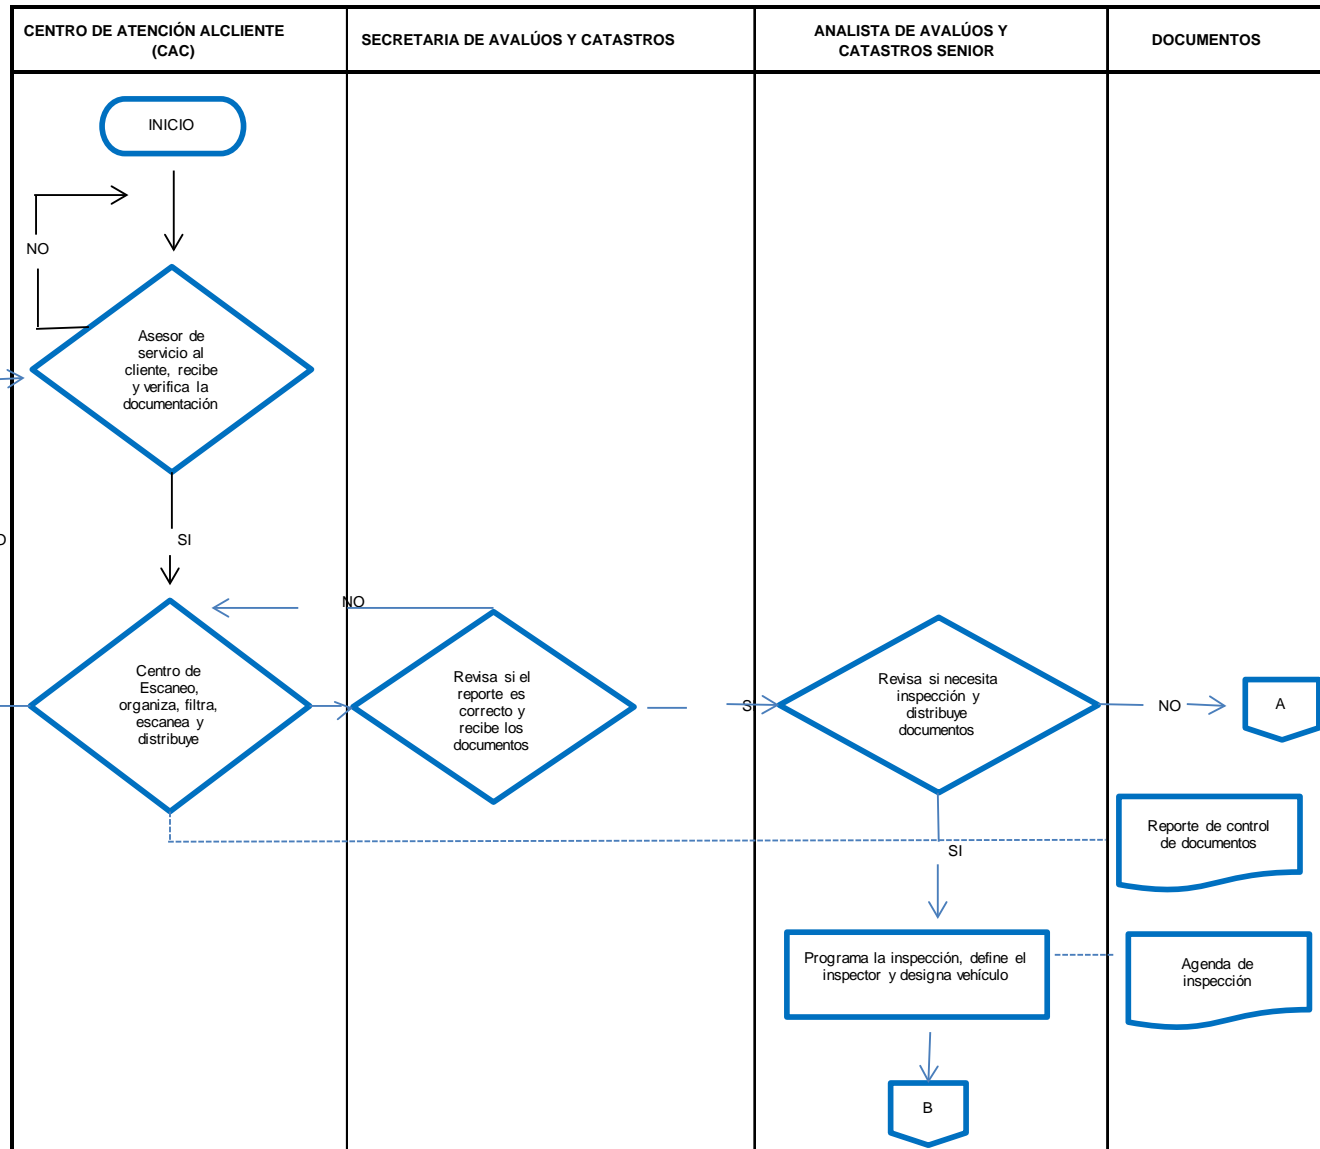 CENTRO DE ATENCIÓN ALCLIENTE
(CAC)
SECRETARIA DE AVALÚOS Y CATASTROS
ANALISTA DE AVALÚOS Y
CATASTROS SENIOR
DOCUMENTOS
INICIO
NO
Asesor de
servicio al
cliente, recibe
y verifica la
documentación
SI
NO
Centro de
Escaneo,
organiza, filtra,
escanea y
distribuye
Revisa si el
reporte es
correcto y
recibe los
documentos
SI
Revisa si necesita
inspección y
distribuye
documentos
NO
A
Reporte de control
de documentos
SI
Programa la inspección, define el
inspector y designa vehículo
Agenda de
inspección
B